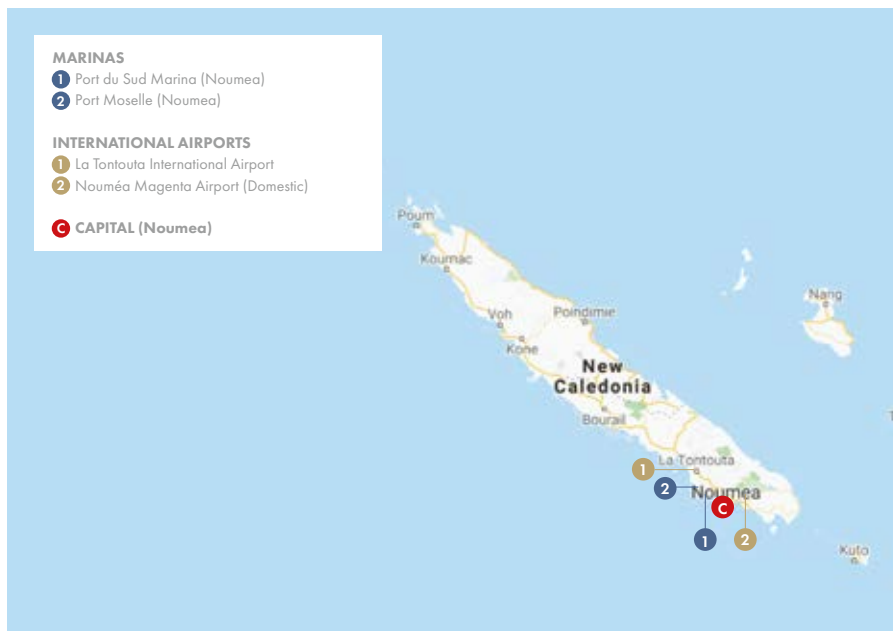 MARINAS
1 Port du Sud Marina (Noumea)
2 Port Moselle (Noumea)
INTERNATIONAL AIRPORTS
1 La Tontouta International Airport
2 Nouméa Magenta Airport (Domestic)
C CAPITAL (Noumea)
Poum
Koumac
Nang
Voh
Poindimie
Kone
New
Caledonia
Bourail
La Tontouta
1
2
Noumea
C
1
2
Kuto